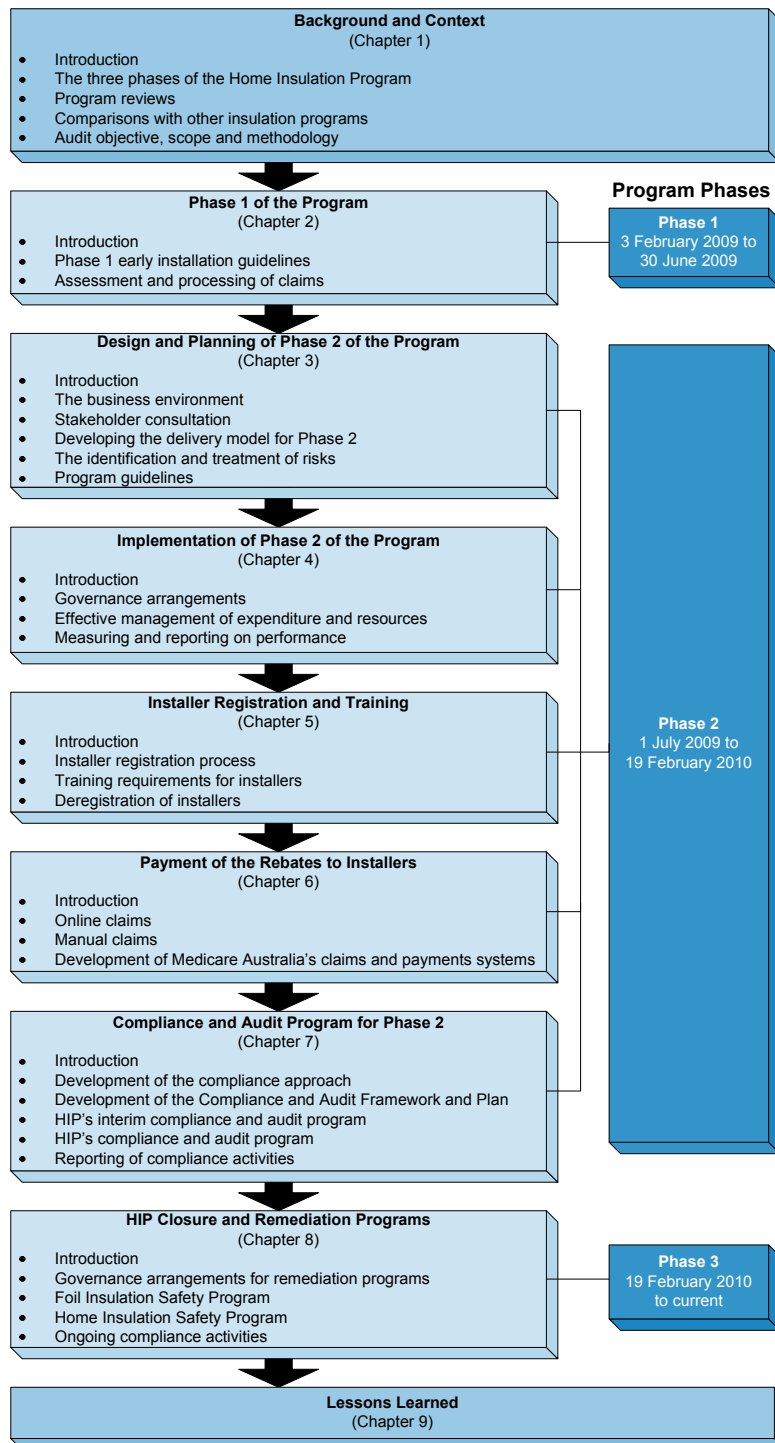 Background and Context
(Chapter 1)
• Introduction
• The three phases of the Home Insulation Program
• Program reviews
• Comparisons with other insulation programs
• Audit objective, scope and methodology
Program Phases
Phase 1 of the Program
(Chapter 2)
• Introduction
• Phase 1 early installation guidelines
• Assessment and processing of claims
Phase 1
3 February 2009 to
30 June 2009
Design and Planning of Phase 2 of the Program
(Chapter 3)
• Introduction
• The business environment
• Stakeholder consultation
• Developing the delivery model for Phase 2
• The identification and treatment of risks
• Program guidelines
Implementation of Phase 2 of the Program
(Chapter 4)
• Introduction
• Governance arrangements
• Effective management of expenditure and resources
• Measuring and reporting on performance
Installer Registration and Training
(Chapter 5)
• Introduction
• Installer registration process
• Training requirements for installers
• Deregistration of installers
Phase 2
1 July 2009 to
19 February 2010
Payment of the Rebates to Installers
(Chapter 6)
• Introduction
• Online claims
• Manual claims
• Development of Medicare Australia's claims and payments systems
Compliance and Audit Program for Phase 2
(Chapter 7)
• Introduction
• Development of the compliance approach
• Development of the Compliance and Audit Framework and Plan
• HIP's interim compliance and audit program
• HIP's compliance and audit program
• Reporting of compliance activities
HIP Closure and Remediation Programs
(Chapter 8)
• Introduction
• Governance arrangements for remediation programs
• Foil Insulation Safety Program
• Home Insulation Safety Program
• Ongoing compliance activities
Phase 3
19 February 2010
to current
Lessons Learned
(Chapter 9)